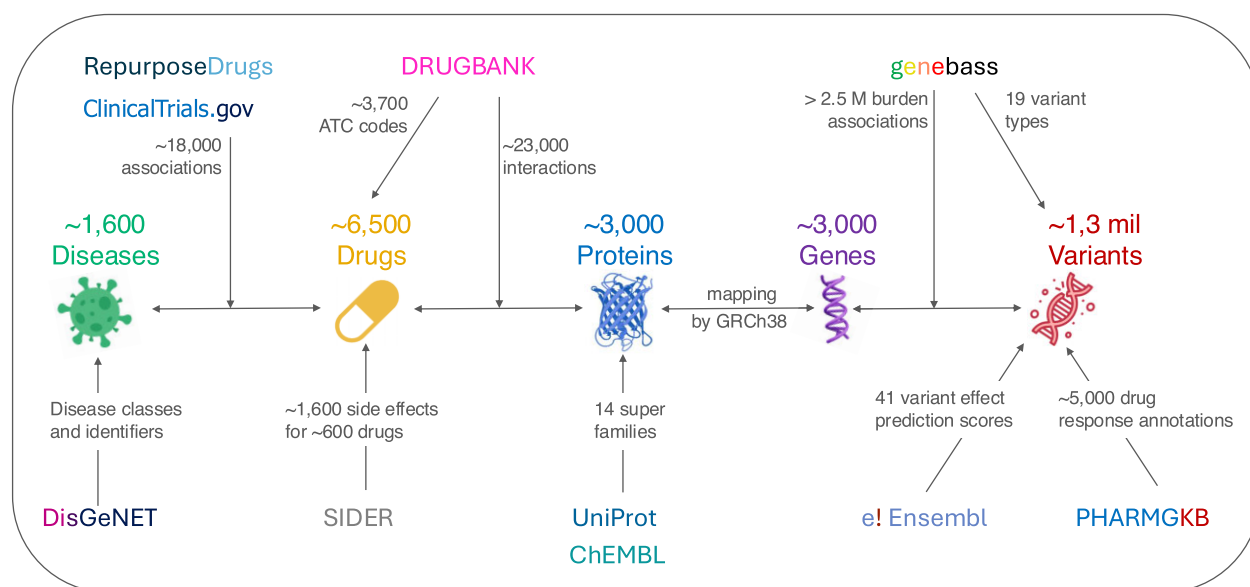 RepurposeDrugs
ClinicalTrials.gov
~18,000
associations
DRUGBANK
~3,700
ATC codes
~23,000
interactions
genebass
> 2.5 M burden
associations
19 variant
types
~1,600
Diseases
~6,500
Drugs
~3,000
Proteins
~3,000
Genes
~1,3 mil
Variants
mapping
by GRCh38
Disease classes
and identifiers
~1,600 side effects
for ~600 drugs
14 super
families
41 variant effect
prediction scores
~5,000 drug
response annotations
DisGeNET
SIDER
UniProt
ChEMBL
e! Ensembl
PHARMGKB